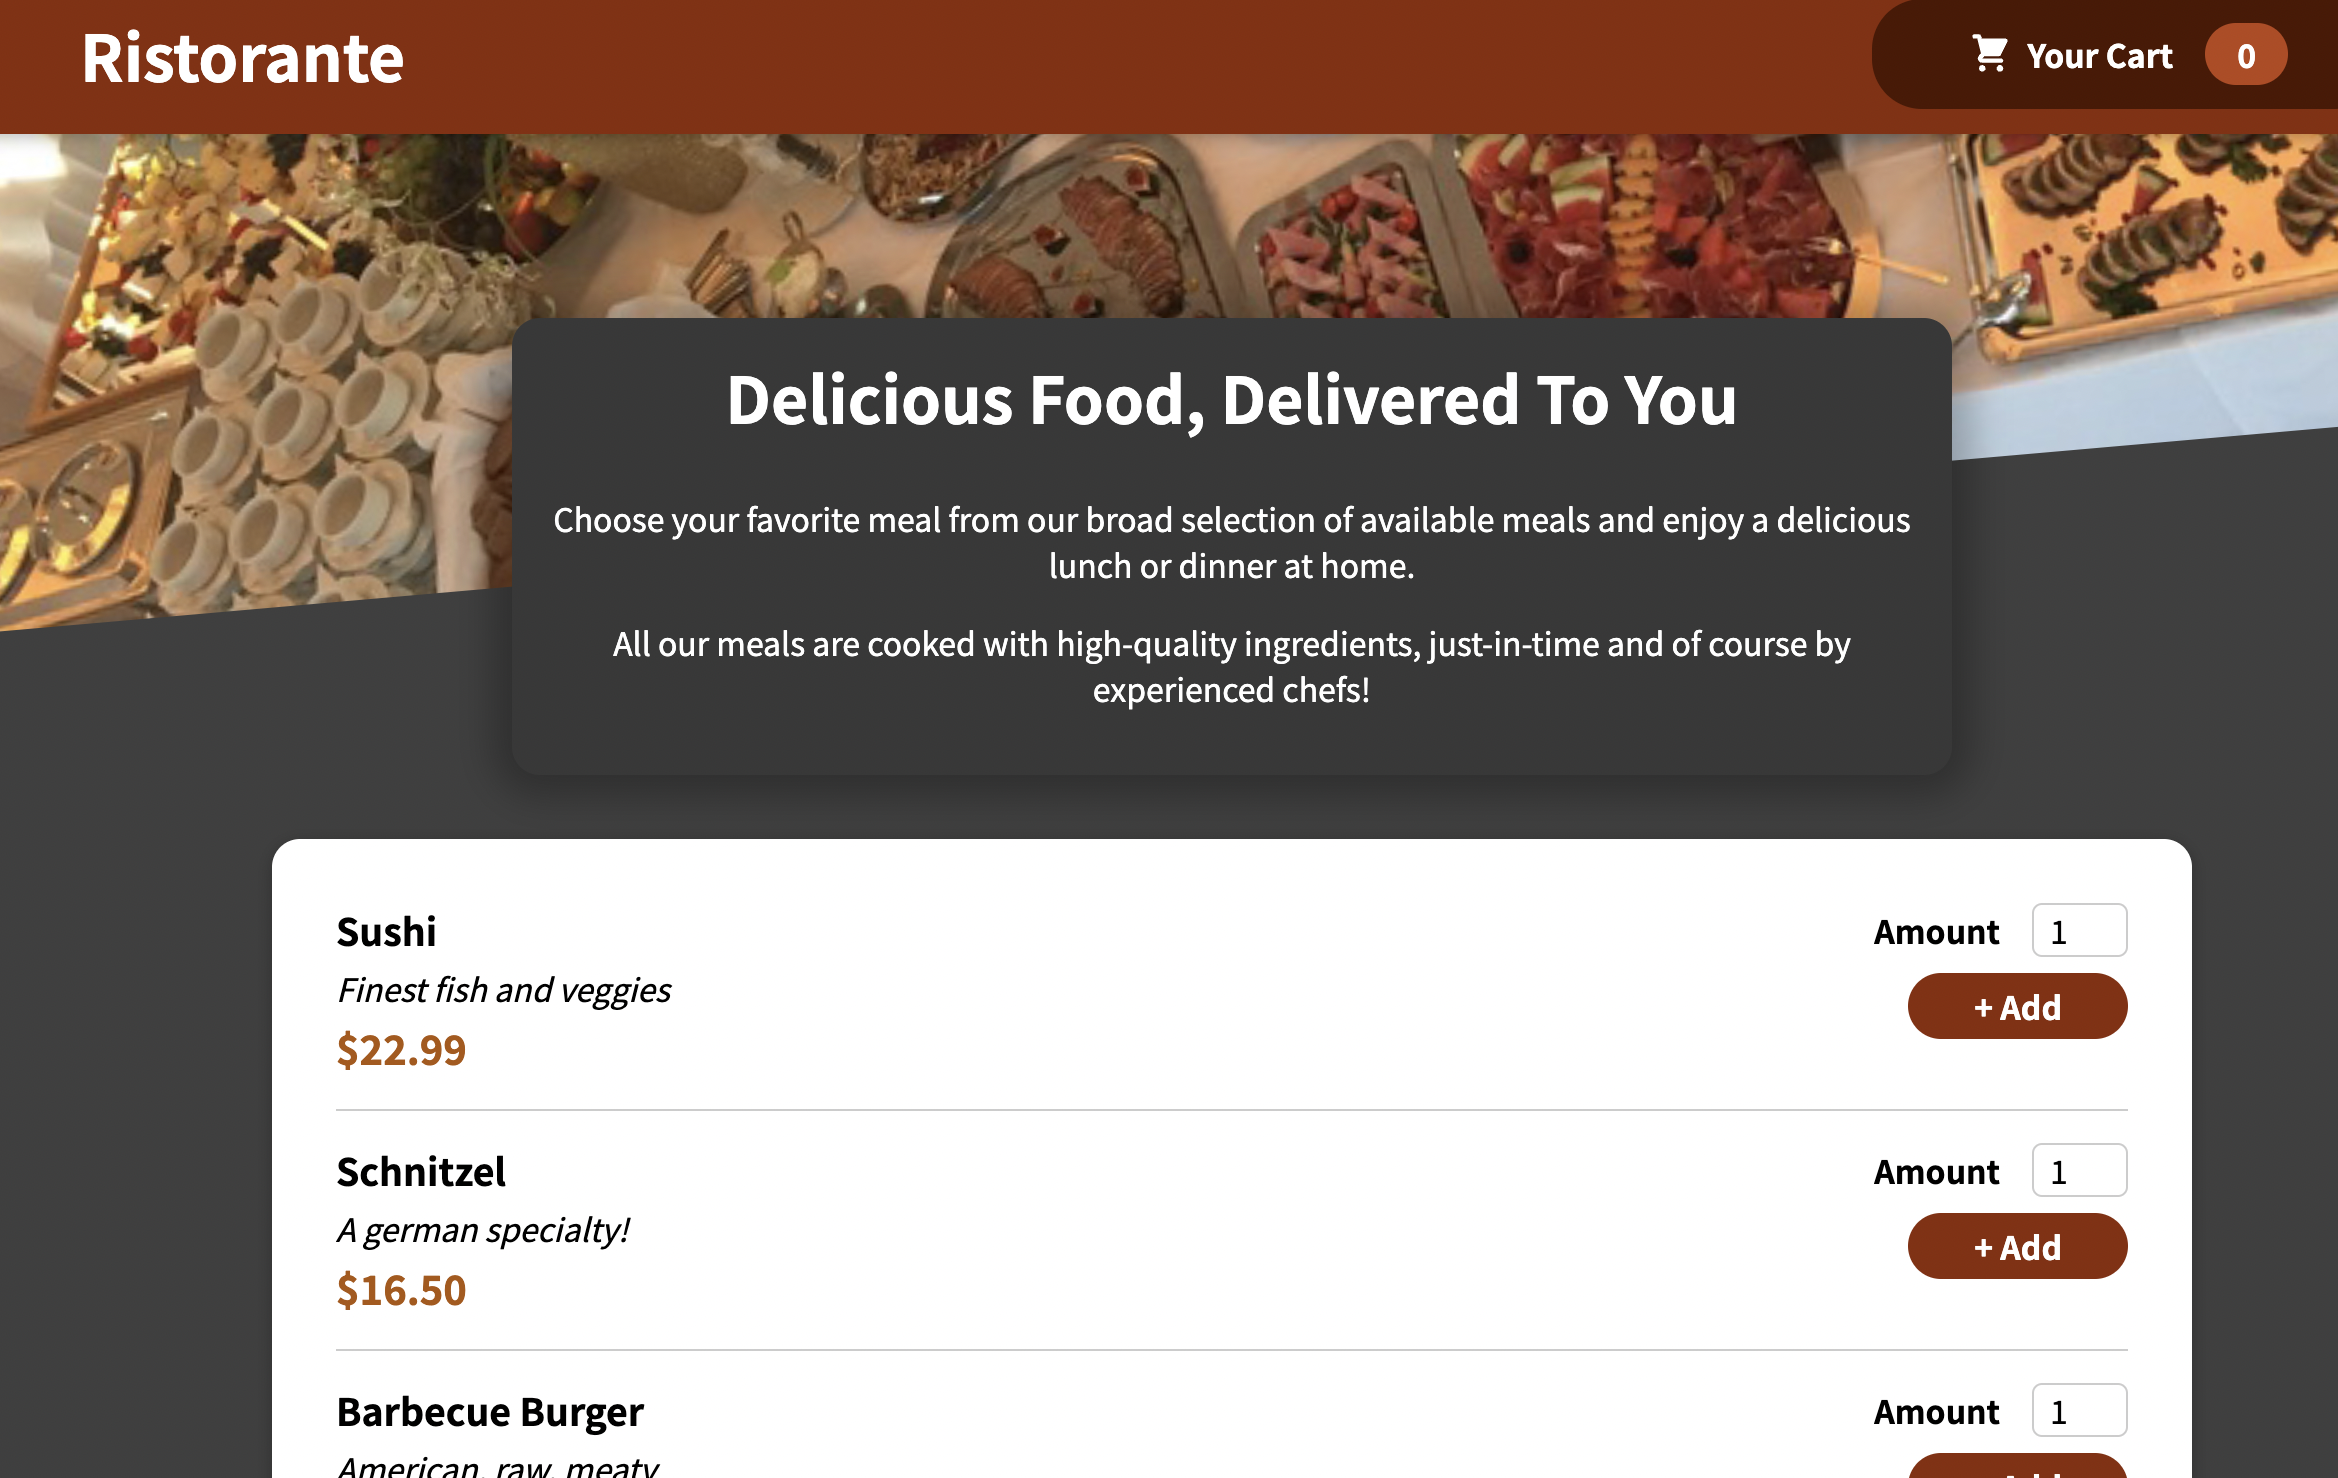 Ristorante
Your Cart 0
Delicious Food, Delivered To You
Choose your favorite meal from our broad selection of available meals and enjoy a delicious
lunch or dinner at home.
All our meals are cooked with high-quality ingredients, just-in-time and of course by
experienced chefs!
Sushi
Amount 1
Finest fish and veggies
+ Add
$22.99
Schnitzel
Amount 1
A german specialty!
+ Add
$16.50
Barbecue Burger
Amount 1
American, raw, meaty